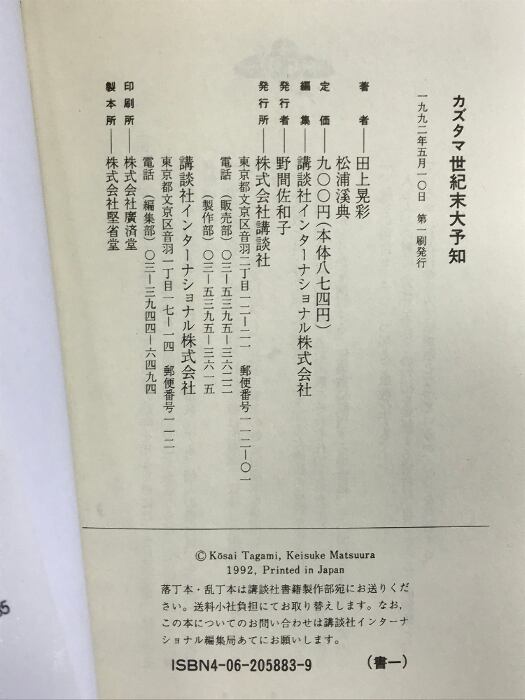 カズタマ世紀末大予知
一九九二年五月一〇日 第一刷発行
著者―田上晃彩
松浦溪典
定価―九〇〇円(本体八七四円)
編集―講談社インターナショナル株式会社
発行者―野間佐和子
発行所―株式会社講談社
東京都文京区音羽二丁目一二―二一 郵便番号一一二―〇一
電話 (販売部)〇三―五三九五―三六二二
(製作部)〇三―五三九五―三六一五
講談社インターナショナル株式会社
東京都文京区音羽一丁目一七―一四 郵便番号一一二
電話 (編集部)〇三―三九四四―六四九四
印刷所―株式会社廣済堂
製本所―株式会社堅省堂
© Kōsai Tagami, Keisuke Matsuura
1992, Printed in Japan
落丁本・乱丁本は講談社書籍製作部宛にお送りくだ
さい。送料小社負担にてお取り替えします。なお,
この本についてのお問い合わせは講談社インターナ
ショナル編集局あてにお願いします。
ISBN4-06-205883-9 (書一)